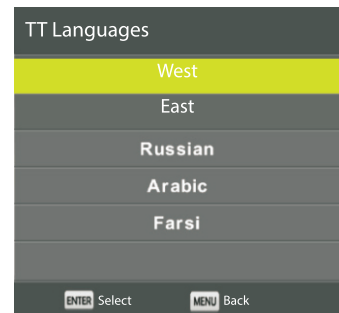 TT Languages
West
East
Russian
Arabic
Farsi
ENTER Select MENU Back